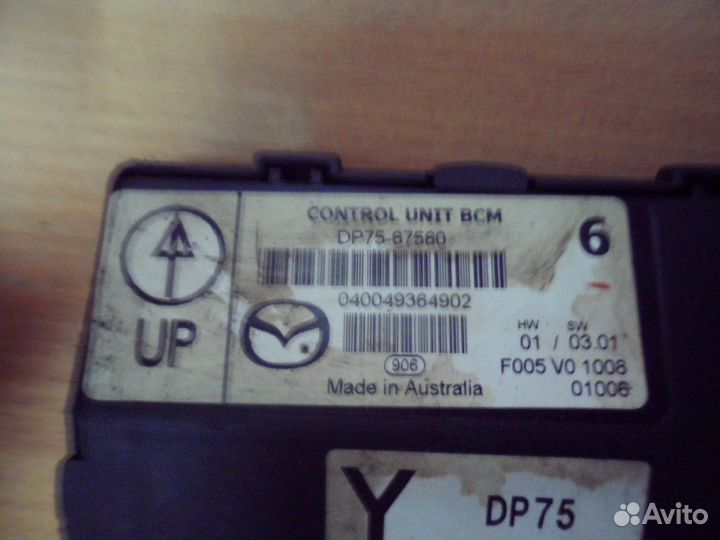 CONTROL UNIT BCM
DP75-67560
6
040049364902
UP
HW SW
01 / 03.01
906
F005 V0 1008
Made in Australia
01006
Y
DP75
Avito